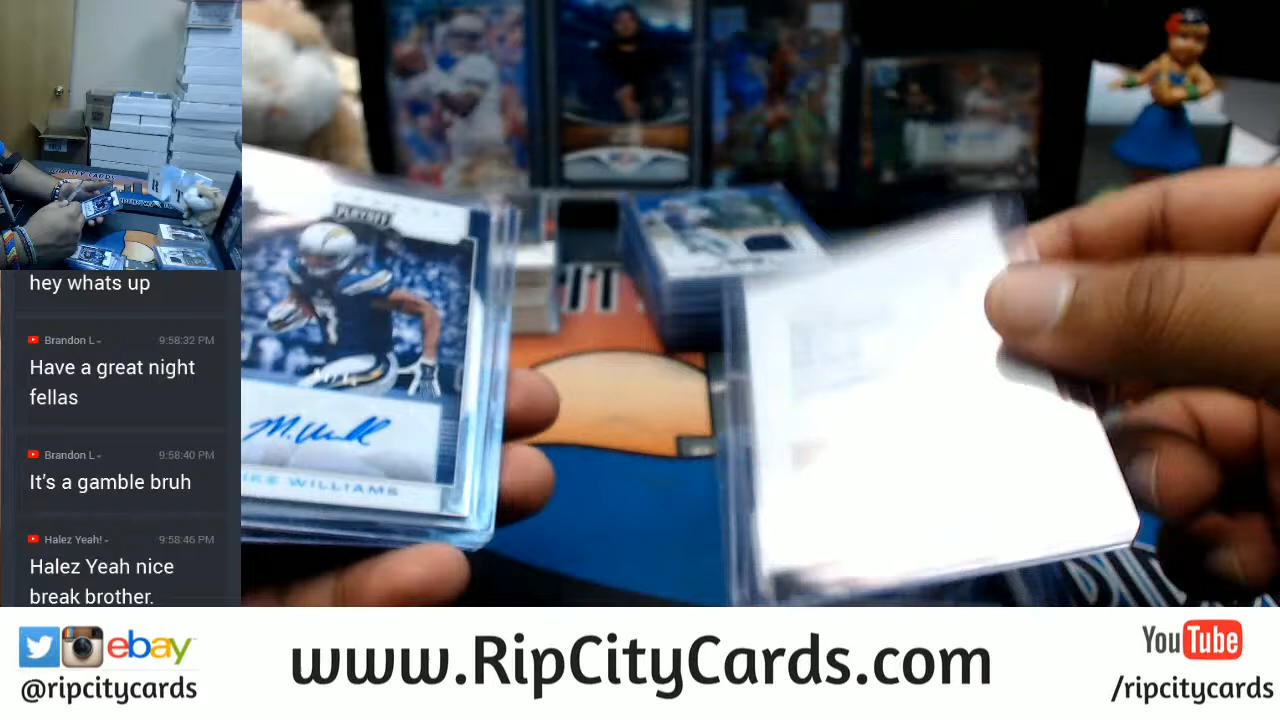 hey whats up
Brandon L 9:58:32 PM
Have a great night
fellas
Brandon L 9:58:40 PM
It's a gamble bruh
Halez Yeah! 9:58:46 PM
Halez Yeah nice
break brother.
PLAYOFF
M. Will
IKE WILLIAMS
ebay
@ripcitycards
www.RipCityCards.com
YouTube
/ripcitycards